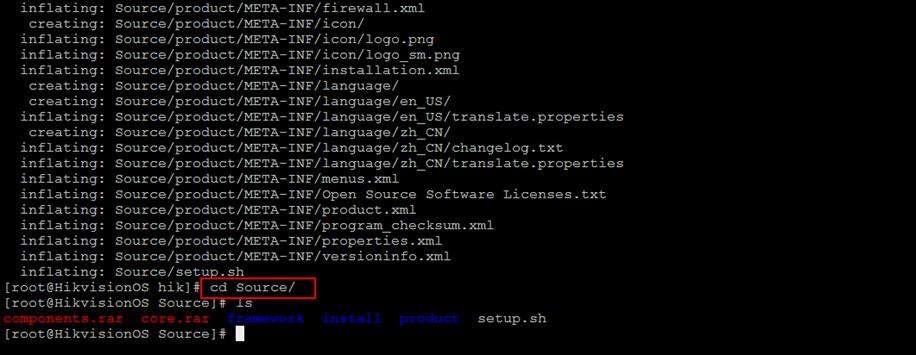 inflating: Source/product/META-INF/firewall.xml
creating: Source/product/META-INF/icon/
inflating: Source/product/META-INF/icon/logo.png
inflating: Source/product/META-INF/icon/logo_sm.png
inflating: Source/product/META-INF/installation.xml
creating: Source/product/META-INF/language/
creating: Source/product/META-INF/language/en_US/
inflating: Source/product/META-INF/language/en_US/translate.properties
creating: Source/product/META-INF/language/zh_CN/
inflating: Source/product/META-INF/language/zh_CN/changelog.txt
inflating: Source/product/META-INF/language/zh_CN/translate.properties
inflating: Source/product/META-INF/menus.xml
inflating: Source/product/META-INF/Open Source Software Licenses.txt
inflating: Source/product/META-INF/product.xml
inflating: Source/product/META-INF/program_checksum.xml
inflating: Source/product/META-INF/properties.xml
inflating: Source/product/META-INF/versioninfo.xml
inflating: Source/setup.sh
[root@HikvisionOS hik]# cd Source/
[root@HikvisionOS Source]# ls
components.rar core.rar framework install product setup.sh
[root@HikvisionOS Source]#